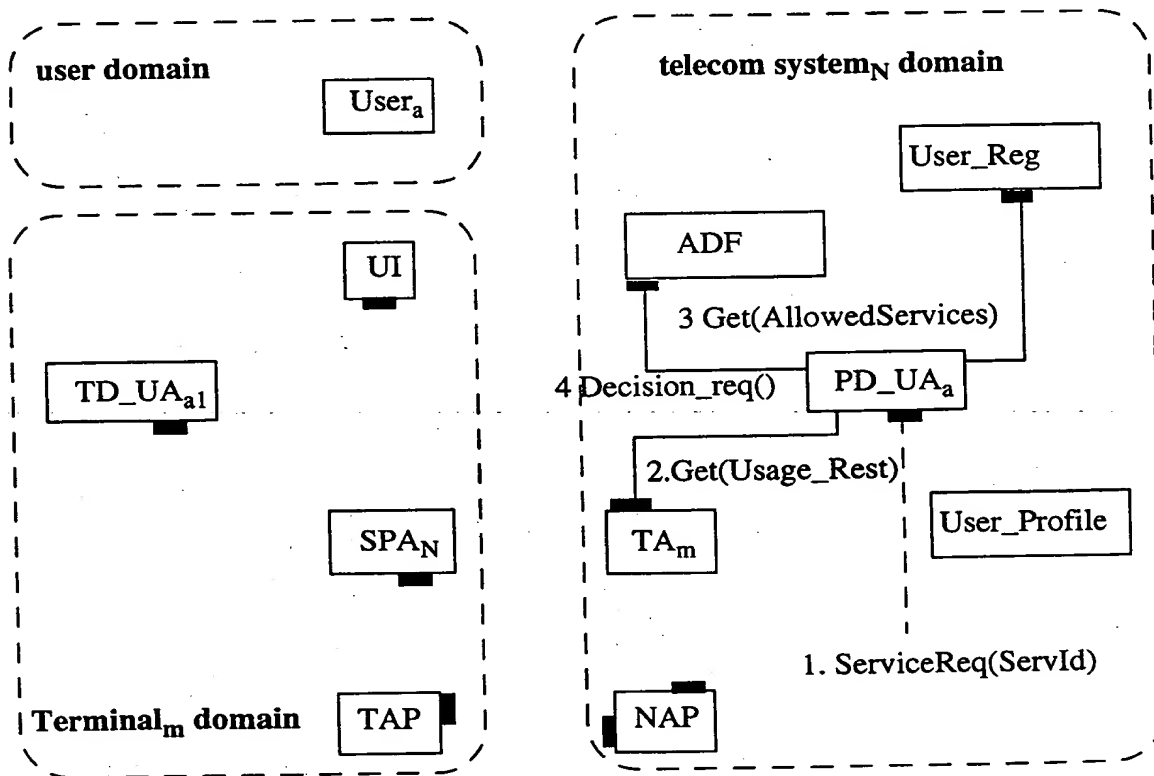 user domain
User_a
telecom system_N domain
User_Reg
ADF
UI
3 Get(AllowedServices)
TD_UA_a1
4 Decision_req()
PD_UA_a
2.Get(Usage_Rest)
SPA_N
TA_m
User_Profile
1. ServiceReq(ServId)
Terminal_m domain
TAP
NAP